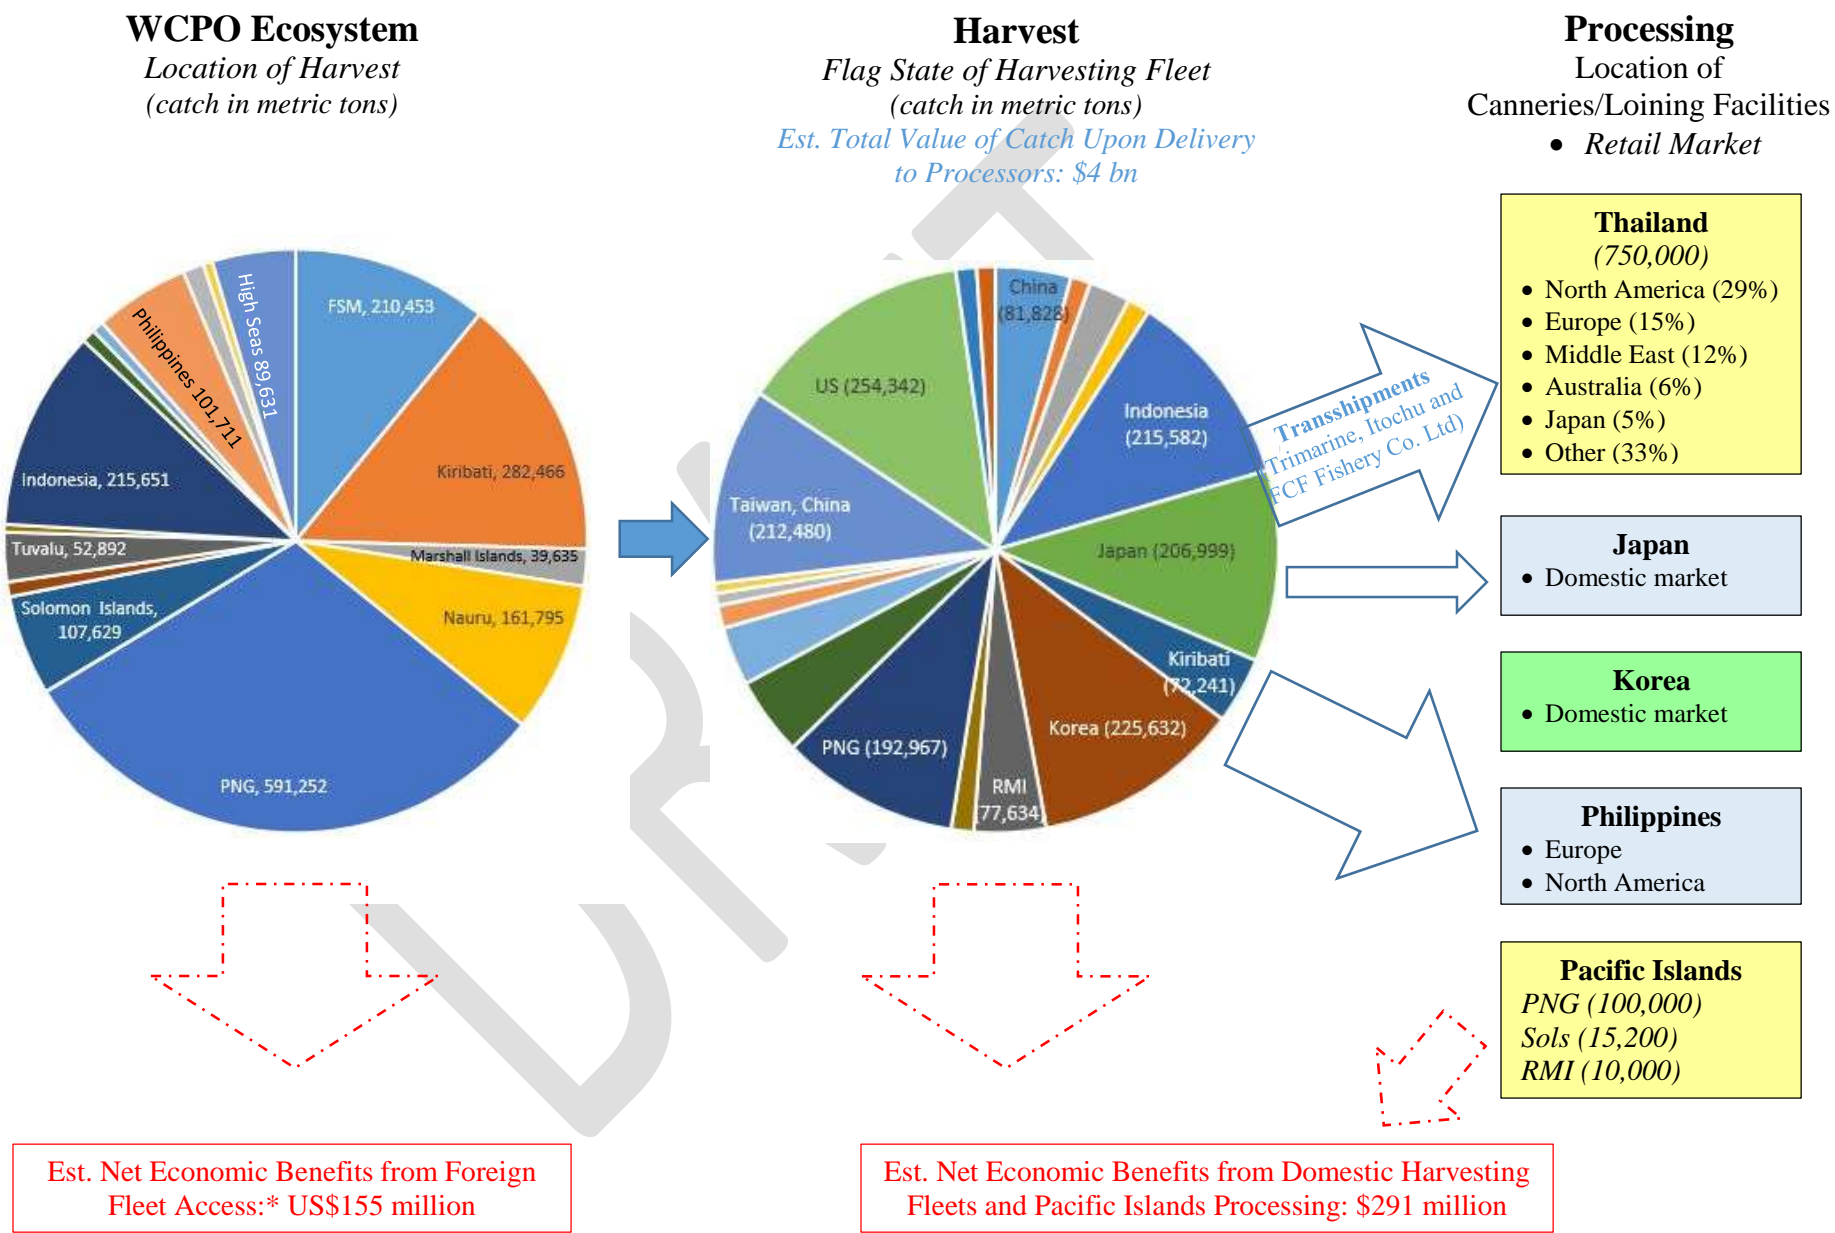 WCPO Ecosystem
Location of Harvest
(catch in metric tons)
Harvest
Flag State of Harvesting Fleet
(catch in metric tons)
Est. Total Value of Catch Upon Delivery
to Processors: $4 bn
Processing
Location of
Canneries/Loining Facilities
• Retail Market
FSM, 210,453
Kiribati, 282,466
Marshall Islands, 39,635
Nauru, 161,795
PNG, 591,252
Solomon Islands,
107,629
Tuvalu, 52,892
Indonesia, 215,651
Philippines 101,711
High Seas 89,631
China
(81,828)
Indonesia
(215,582)
Japan (206,999)
Kiribati
(72,241)
Korea (225,632)
RMI
(77,634)
PNG (192,967)
Taiwan, China
(212,480)
US (254,342)
Transshipments
Trimarine, Itochu and
FCF Fishery Co. Ltd)
Thailand
(750,000)
• North America (29%)
• Europe (15%)
• Middle East (12%)
• Australia (6%)
• Japan (5%)
• Other (33%)
Japan
• Domestic market
Korea
• Domestic market
Philippines
• Europe
• North America
Pacific Islands
PNG (100,000)
Sols (15,200)
RMI (10,000)
Est. Net Economic Benefits from Foreign
Fleet Access:* US$155 million
Est. Net Economic Benefits from Domestic Harvesting
Fleets and Pacific Islands Processing: $291 million